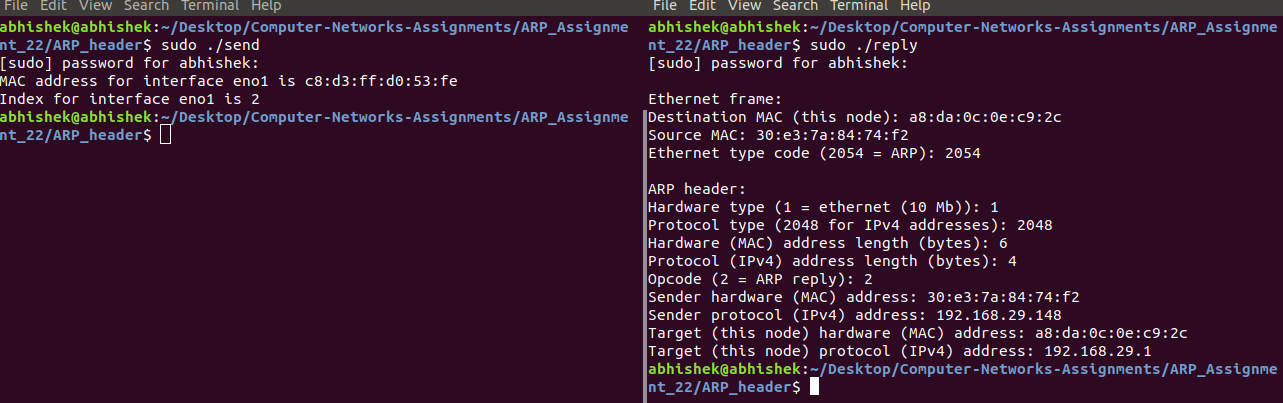 File Edit View Search Terminal Help
abhishek@abhishek:~/Desktop/Computer-Networks-Assignments/ARP_Assignme
nt_22/ARP_header$ sudo ./send
[sudo] password for abhishek:
MAC address for interface eno1 is c8:d3:ff:d0:53:fe
Index for interface eno1 is 2
abhishek@abhishek:~/Desktop/Computer-Networks-Assignments/ARP_Assignme
nt_22/ARP_header$
File Edit View Search Terminal Help
abhishek@abhishek:~/Desktop/Computer-Networks-Assignments/ARP_Assignme
nt_22/ARP_header$ sudo ./reply
[sudo] password for abhishek:
Ethernet frame:
Destination MAC (this node): a8:da:0c:0e:c9:2c
Source MAC: 30:e3:7a:84:74:f2
Ethernet type code (2054 = ARP): 2054
ARP header:
Hardware type (1 = ethernet (10 Mb)): 1
Protocol type (2048 for IPv4 addresses): 2048
Hardware (MAC) address length (bytes): 6
Protocol (IPv4) address length (bytes): 4
Opcode (2 = ARP reply): 2
Sender hardware (MAC) address: 30:e3:7a:84:74:f2
Sender protocol (IPv4) address: 192.168.29.148
Target (this node) hardware (MAC) address: a8:da:0c:0e:c9:2c
Target (this node) protocol (IPv4) address: 192.168.29.1
abhishek@abhishek:~/Desktop/Computer-Networks-Assignments/ARP_Assignme
nt_22/ARP_header$